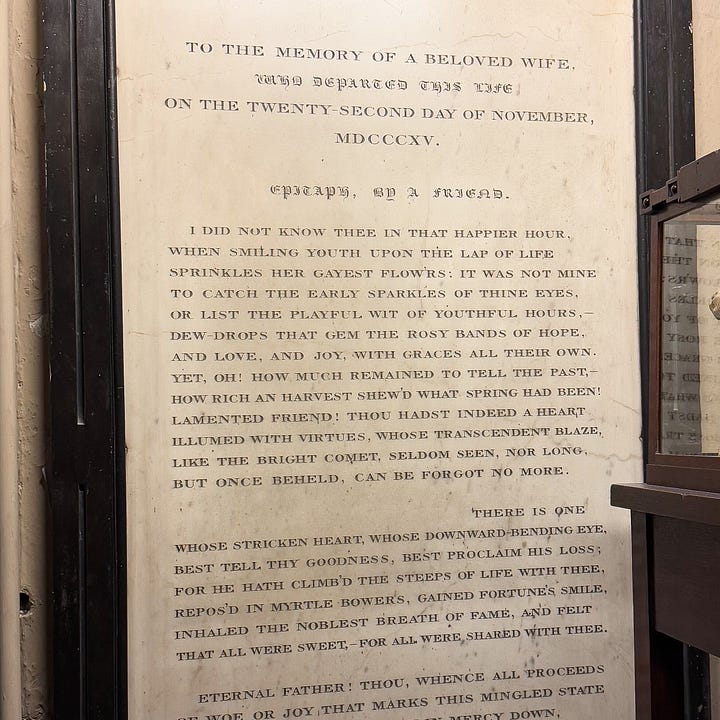 TO THE MEMORY OF A BELOVED WIFE,
WHO DEPARTED THIS LIFE
ON THE TWENTY-SECOND DAY OF NOVEMBER,
MDCCCXV.
EPITAPH, BY A FRIEND.
I DID NOT KNOW THEE IN THAT HAPPIER HOUR,
WHEN SMILING YOUTH UPON THE LAP OF LIFE
SPRINKLES HER GAYEST FLOW'RS: IT WAS NOT MINE
TO CATCH THE EARLY SPARKLES OF THINE EYES,
OR LIST THE PLAYFUL WIT OF YOUTHFUL HOURS,—
DEW-DROPS THAT GEM THE ROSY BANDS OF HOPE,
AND LOVE, AND JOY, WITH GRACES ALL THEIR OWN.
YET, OH! HOW MUCH REMAINED TO TELL THE PAST,—
HOW RICH AN HARVEST SHEW'D WHAT SPRING HAD BEEN!
LAMENTED FRIEND! THOU HADST INDEED A HEART
ILLUMED WITH VIRTUES, WHOSE TRANSCENDENT BLAZE,
LIKE THE BRIGHT COMET, SELDOM SEEN, NOR LONG,
BUT ONCE BEHELD, CAN BE FORGOT NO MORE.
THERE IS ONE
WHOSE STRICKEN HEART, WHOSE DOWNWARD-BENDING EYE,
BEST TELL THY GOODNESS, BEST PROCLAIM HIS LOSS;
FOR HE HATH CLIMB'D THE STEEPS OF LIFE WITH THEE,
REPOS'D IN MYRTLE BOWERS, GAINED FORTUNE'S SMILE,
INHALED THE NOBLEST BREATH OF FAME, AND FELT
THAT ALL WERE SWEET,—FOR ALL WERE SHARED WITH THEE.
ETERNAL FATHER! THOU, WHENCE ALL PROCEEDS
OF WOE OR JOY THAT MARKS THIS MINGLED STATE
IN MERCY DOWN,